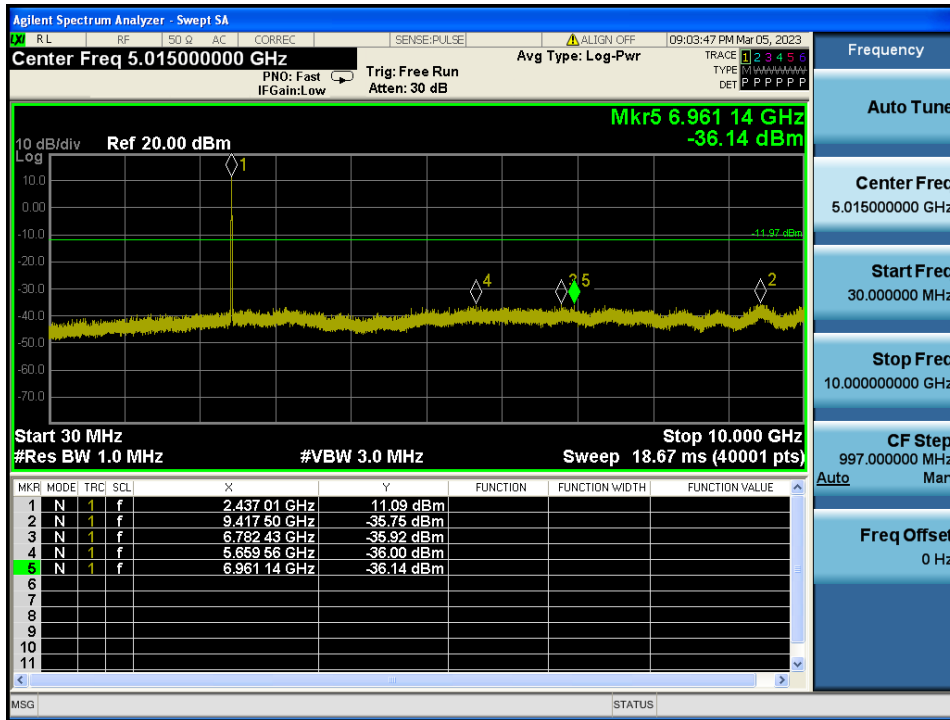 Agilent Spectrum Analyzer - Swept SA
LXI RL RF 50 Ω AC CORREC SENSE:PULSE ALIGN OFF 09:03:47 PM Mar 05, 2023
Center Freq 5.015000000 GHz
PNO: Fast
IFGain:Low
Trig: Free Run
Atten: 30 dB
Avg Type: Log-Pwr
TRACE 1 2 3 4 5 6
TYPE M
DET P P P P P P
Mkr5 6.961 14 GHz
-36.14 dBm
10 dB/div Ref 20.00 dBm
Log
1
10.0
0.00
-10.0
-11.97 dBm
-20.0
4 3 5 2
-30.0
-40.0
-50.0
-60.0
-70.0
Start 30 MHz Stop 10.000 GHz
#Res BW 1.0 MHz #VBW 3.0 MHz Sweep 18.67 ms (40001 pts)
MKR MODE TRC SCL X Y FUNCTION FUNCTION WIDTH FUNCTION VALUE
1 N 1 f 2.437 01 GHz 11.09 dBm
2 N 1 f 9.417 50 GHz -35.75 dBm
3 N 1 f 6.782 43 GHz -35.92 dBm
4 N 1 f 5.659 56 GHz -36.00 dBm
5 N 1 f 6.961 14 GHz -36.14 dBm
6
7
8
9
10
11
MSG STATUS
Frequency
Auto Tune
Center Freq
5.015000000 GHz
Start Freq
30.000000 MHz
Stop Freq
10.000000000 GHz
CF Step
997.000000 MHz
Auto Man
Freq Offset
0 Hz